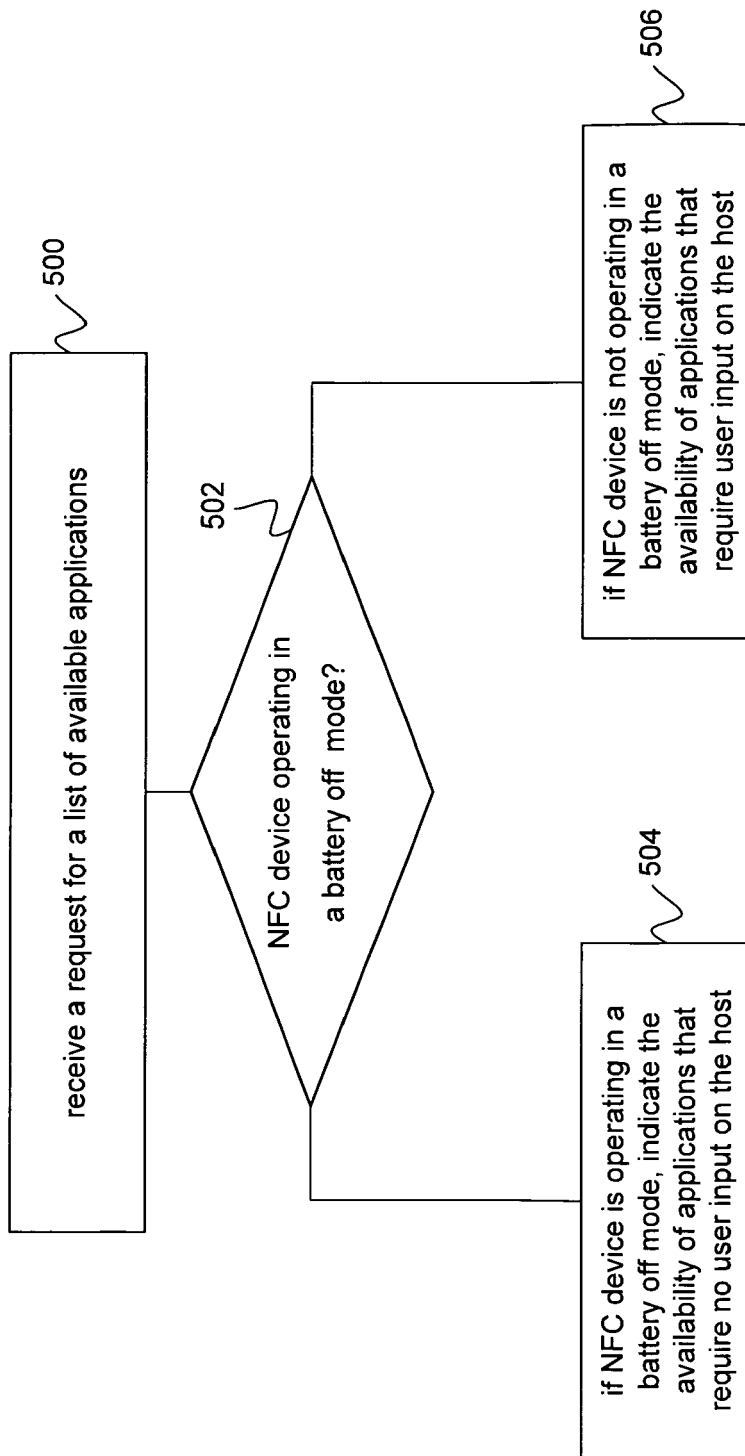 500
receive a request for a list of available applications
502
NFC device operating in
a battery off mode?
504
if NFC device is operating in a
battery off mode, indicate the
availability of applications that
require no user input on the host
506
if NFC device is not operating in a
battery off mode, indicate the
availability of applications that
require user input on the host